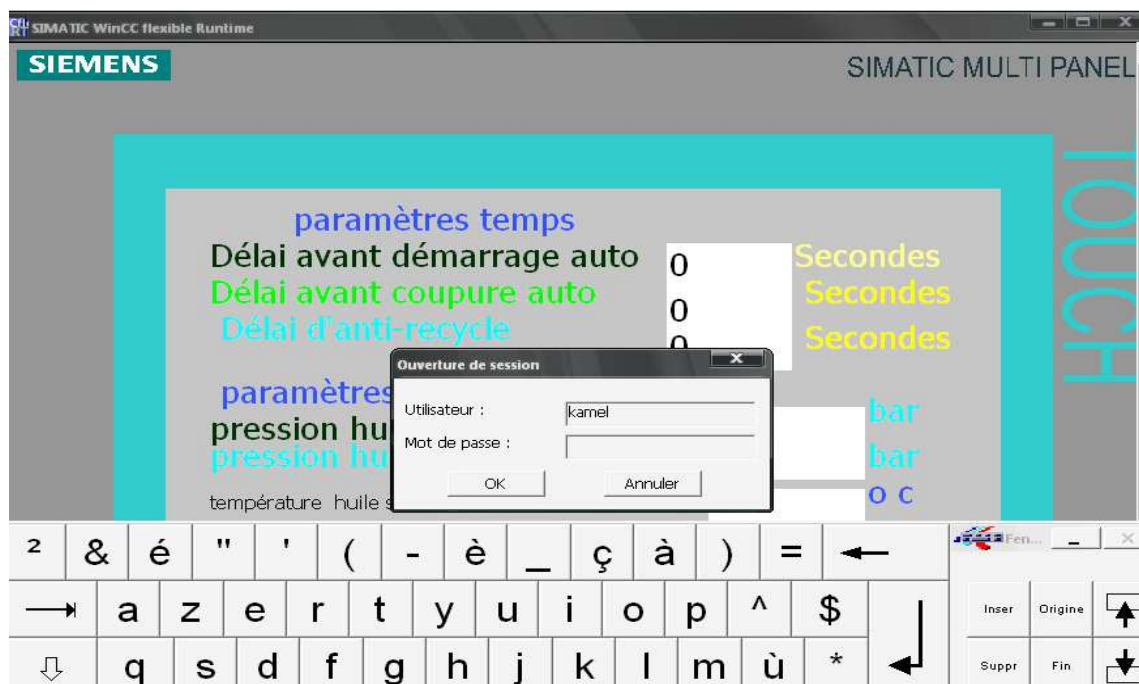 SIMATIC WinCC flexible Runtime
SIEMENS
SIMATIC MULTI PANEL
TOUCH
paramètres temps
Délai avant démarrage auto 0 Secondes
Délai avant coupure auto 0 Secondes
Délai d'anti-recycle 0 Secondes
Ouverture de session
Utilisateur : kamel
Mot de passe :
OK Annuler
paramètres
pression hu bar
pression hu bar
température huile s o c
² & é " ' ( - è _ ç à ) =
a z e r t y u i o p ^ $
q s d f g h j k l m ù *
Fen...
Inser Origine
Suppr Fin